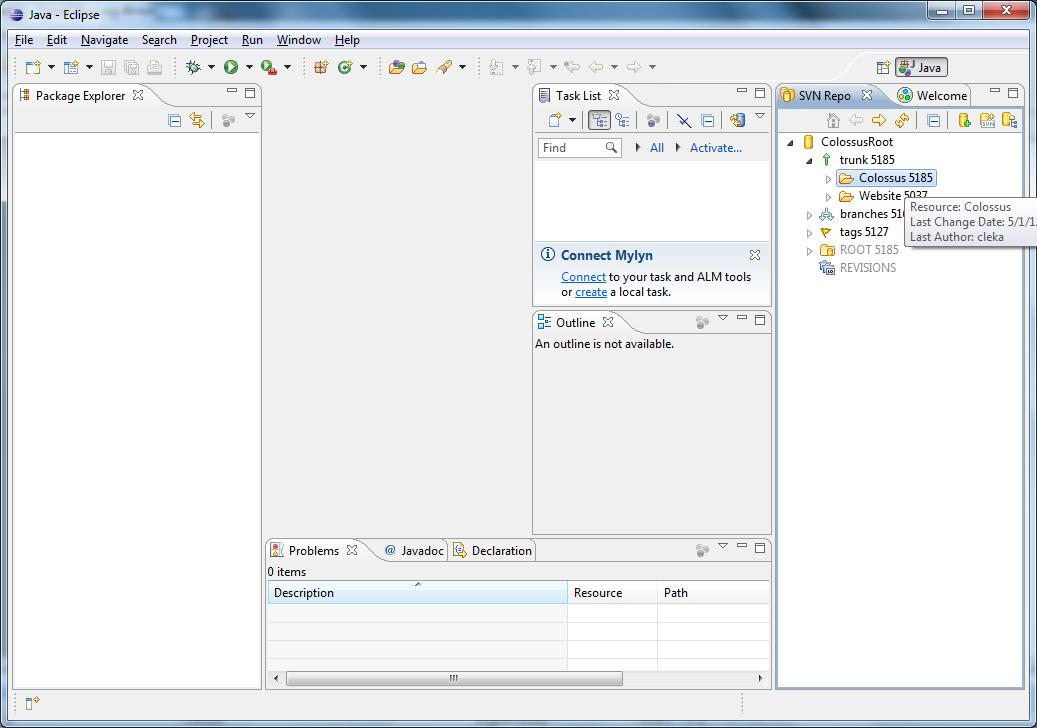 Java - Eclipse
File Edit Navigate Search Project Run Window Help
Java
Package Explorer
Task List
Find
All
Activate...
Connect Mylyn
Connect to your task and ALM tools
or create a local task.
Outline
An outline is not available.
Problems
@ Javadoc
Declaration
0 items
Description Resource Path
SVN Repo
Welcome
ColossusRoot
trunk 5185
Colossus 5185
Website 5037
branches 516
tags 5127
ROOT 5185
REVISIONS
Resource: Colossus
Last Change Date: 5/1/1
Last Author: cleka